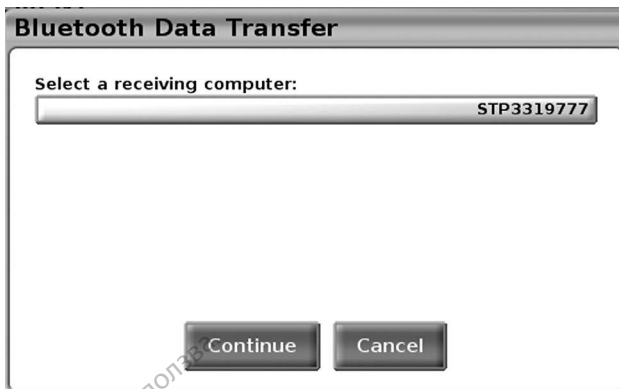 Bluetooth Data Transfer
Select a receiving computer:
STP3319777
Continue Cancel